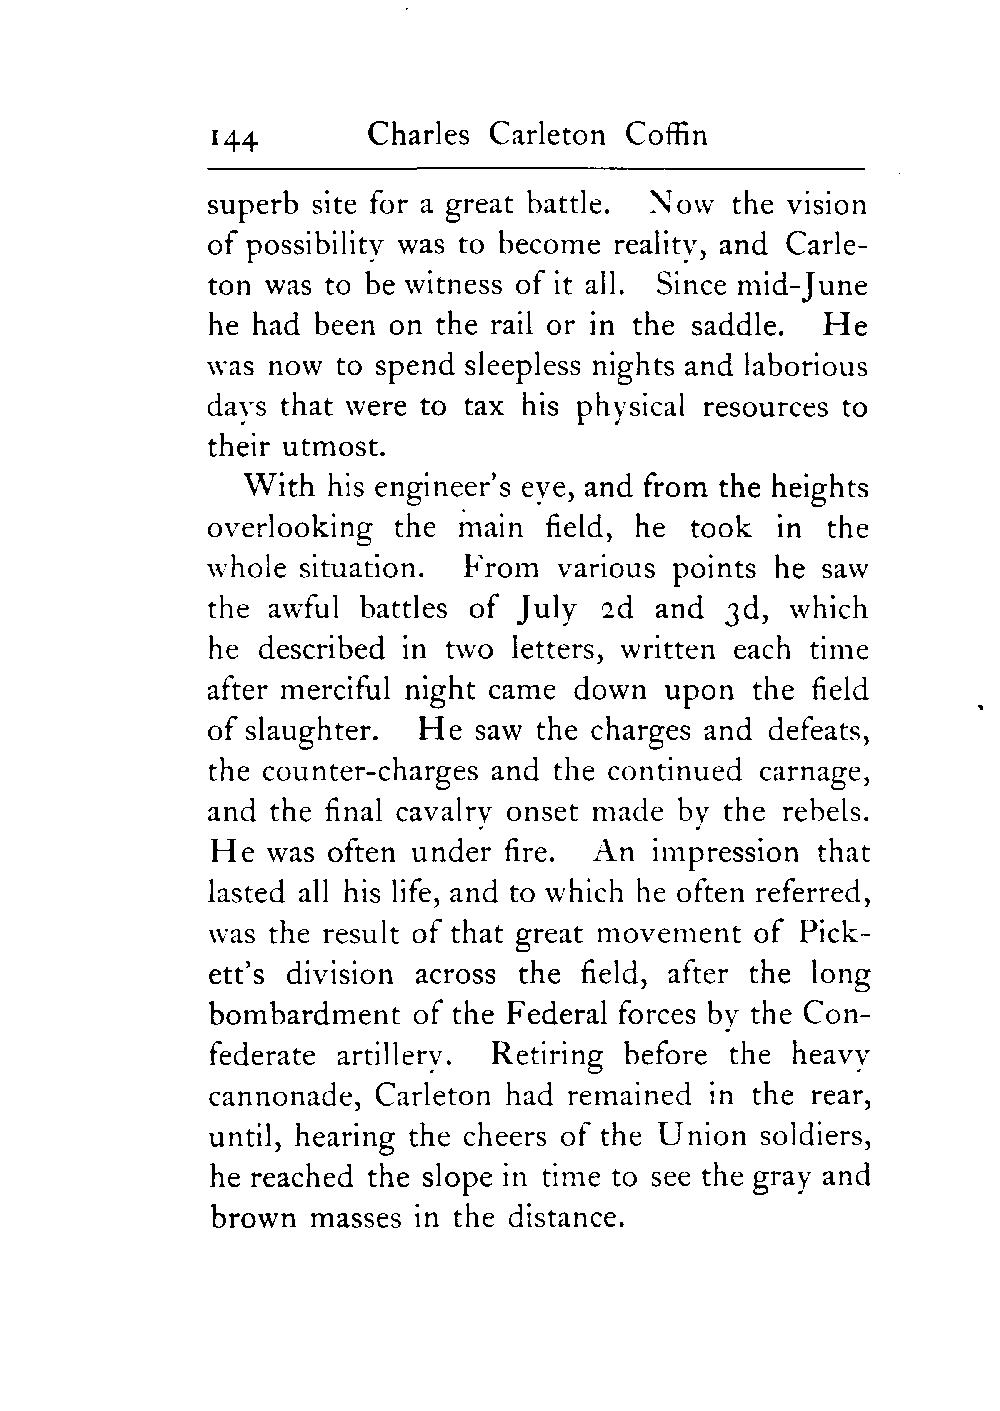 144 Charles Carleton Coffin
superb site for a great battle. Now the vision
of possibility was to become reality, and Carle-
ton was to be witness of it all. Since mid-June
he had been on the rail or in the saddle. He
was now to spend sleepless nights and laborious
days that were to tax his physical resources to
their utmost.
With his engineer's eye, and from the heights
overlooking the main field, he took in the
whole situation. From various points he saw
the awful battles of July 2d and 3d, which
he described in two letters, written each time
after merciful night came down upon the field
of slaughter. He saw the charges and defeats,
the counter-charges and the continued carnage,
and the final cavalry onset made by the rebels.
He was often under fire. An impression that
lasted all his life, and to which he often referred,
was the result of that great movement of Pick-
ett's division across the field, after the long
bombardment of the Federal forces by the Con-
federate artillery. Retiring before the heavy
cannonade, Carleton had remained in the rear,
until, hearing the cheers of the Union soldiers,
he reached the slope in time to see the gray and
brown masses in the distance.